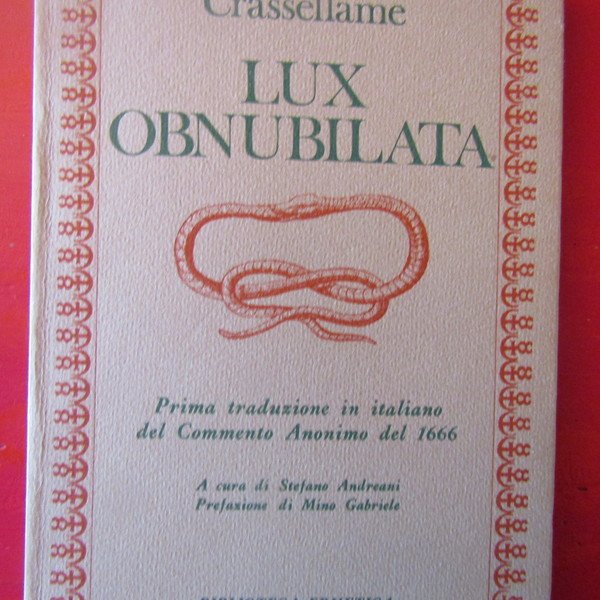 Crassellame
LUX
OBNUBILATA
Prima traduzione in italiano
del Commento Anonimo del 1666
A cura di Stefano Andreani
Prefazione di Mino Gabriele